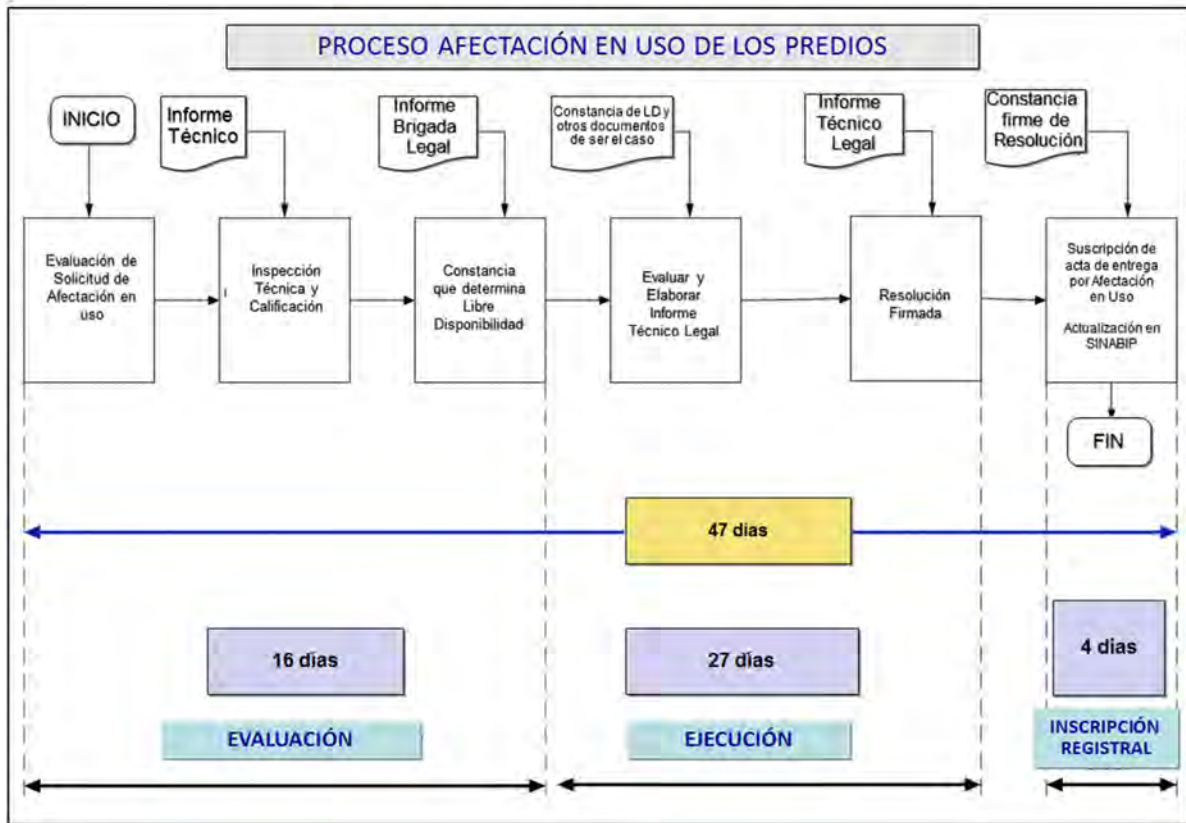 PROCESO AFECTACIÓN EN USO DE LOS PREDIOS
INICIO
Informe
Técnico
Informe
Brigada
Legal
Constancia de LD y
otros documentos
de ser el caso
Informe
Técnico
Legal
Constancia
firme de
Resolución
Evaluación de
Solicitud de
Afectación en
uso
Inspección
Técnica y
Calificación
Constancia
que determina
Libre
Disponibilidad
Evaluar y
Elaborar
Informe
Técnico Legal
Resolución
Firmada
Suscripción de
acta de entrega
por Afectación
en Uso
Actualización en
SINABIP
FIN
47 dias
16 dias
27 dias
4 dias
EVALUACIÓN
EJECUCIÓN
INSCRIPCIÓN
REGISTRAL